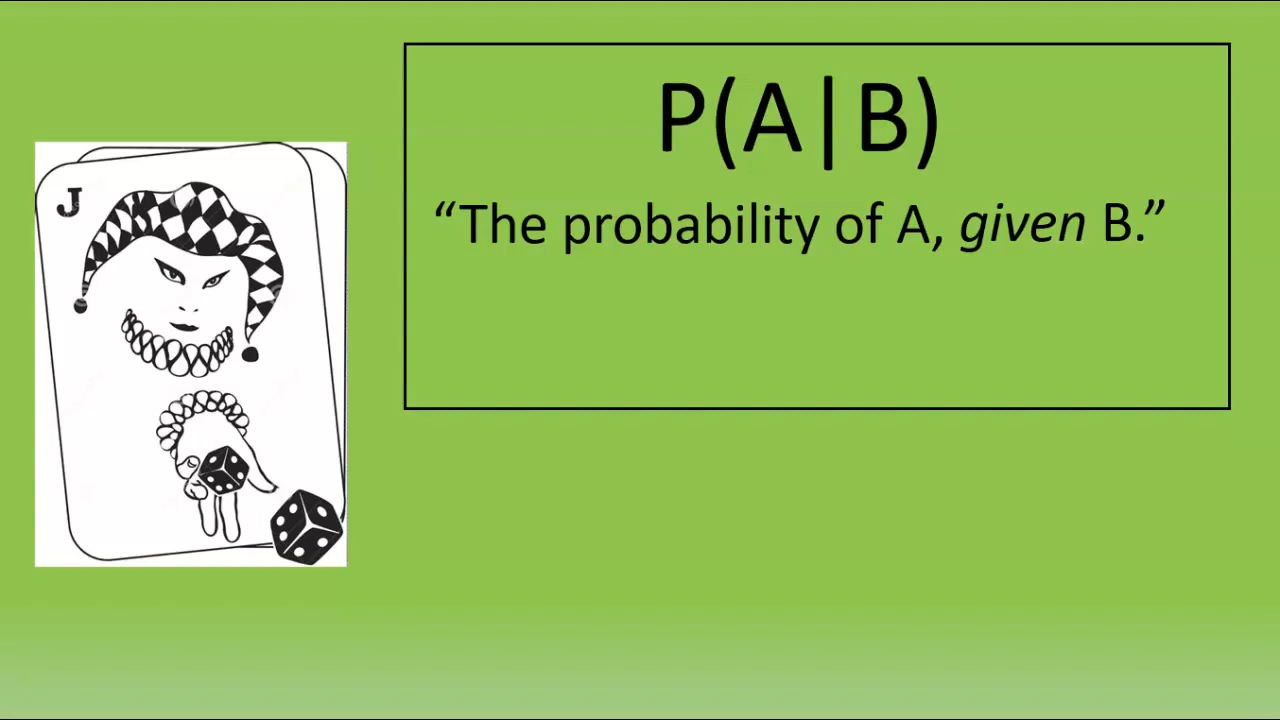 P(A|B)
“The probability of A, given B.”
J